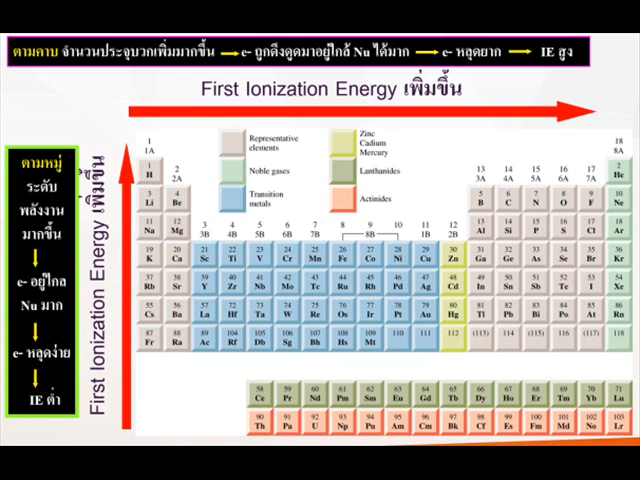 ตามคาบ จำนวนประจุบวกเพิ่มมากขึ้น → e- ถูกดึงดูดมาอยู่ใกล้ Nu ได้มาก → e- หลุดยาก → IE สูง
First Ionization Energy เพิ่มขึ้น
ตามหมู่
ระดับ
พลังงาน
มากขึ้น
e- อยู่ไกล
Nu มาก
e- หลุดง่าย
IE ต่ำ
First Ionization Energy เพิ่มขึ้น
Representative elements
Noble gases
Transition metals
Zinc Cadium Mercury
Lanthanides
Actinides
1 18
1A 8A
1 2 13 14 15 16 17 2
H 2A 3A 4A 5A 6A 7A He
3 4 5 6 7 8 9 10
Li Be B C N O F Ne
11 12 3 4 5 6 7 8 9 10 11 12 13 14 15 16 17 18
Na Mg 3B 4B 5B 6B 7B 8B 1B 2B Al Si P S Cl Ar
19 20 21 22 23 24 25 26 27 28 29 30 31 32 33 34 35 36
K Ca Sc Ti V Cr Mn Fe Co Ni Cu Zn Ga Ge As Se Br Kr
37 38 39 40 41 42 43 44 45 46 47 48 49 50 51 52 53 54
Rb Sr Y Zr Nb Mo Tc Ru Rh Pd Ag Cd In Sn Sb Te I Xe
55 56 57 72 73 74 75 76 77 78 79 80 81 82 83 84 85 86
Cs Ba La Hf Ta W Re Os Ir Pt Au Hg Tl Pb Bi Po At Rn
87 88 89 104 105 106 107 108 109 110 111 112 (113) 114 (115) 116 (117) 118
Fr Ra Ac Rf Db Sg Bh Hs Mt
58 59 60 61 62 63 64 65 66 67 68 69 70 71
Ce Pr Nd Pm Sm Eu Gd Tb Dy Ho Er Tm Yb Lu
90 91 92 93 94 95 96 97 98 99 100 101 102 103
Th Pa U Np Pu Am Cm Bk Cf Es Fm Md No Lr